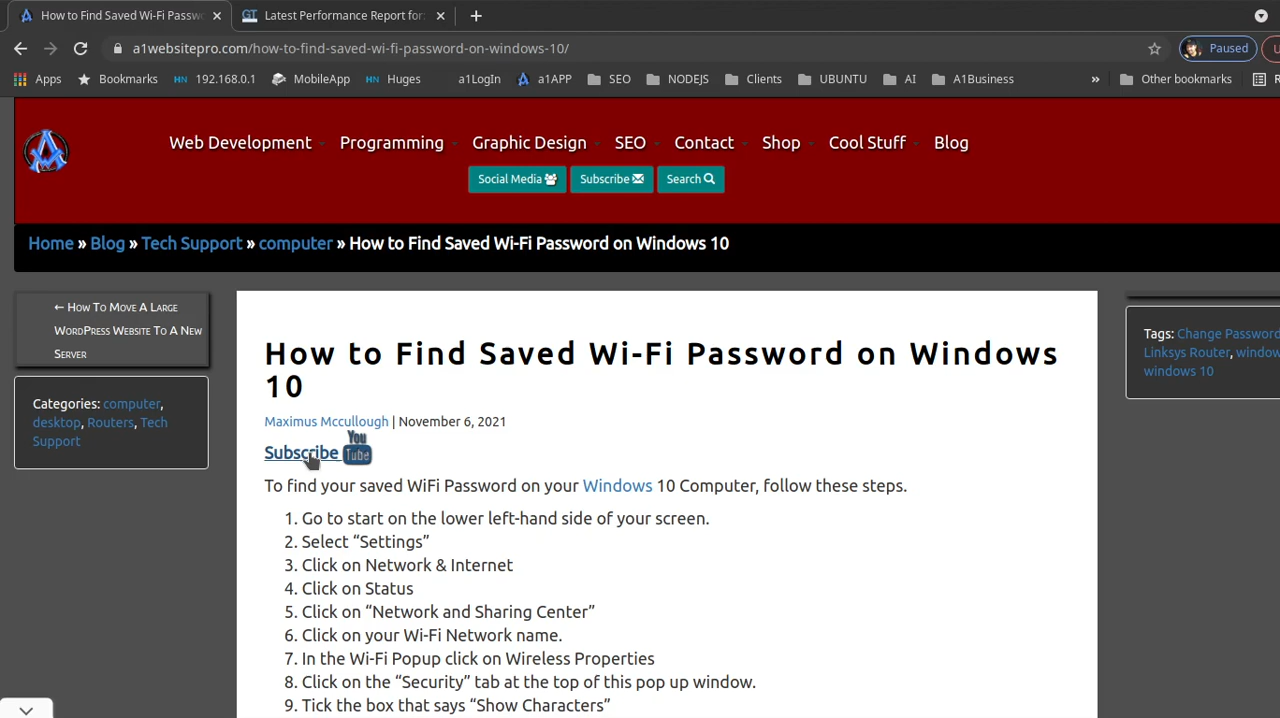 How to Find Saved Wi-Fi Passwo
GT Latest Performance Report for:
a1websitepro.com/how-to-find-saved-wi-fi-password-on-windows-10/
Paused
Apps Bookmarks HN 192.168.0.1 MobileApp HN Huges a1LogIn a1APP SEO NODEJS Clients UBUNTU AI A1Business » Other bookmarks
Web Development Programming Graphic Design SEO Contact Shop Cool Stuff Blog
Social Media Subscribe Search
Home » Blog » Tech Support » computer » How to Find Saved Wi-Fi Password on Windows 10
← How To Move A Large
WordPress Website To A New
Server
Categories: computer,
desktop, Routers, Tech
Support
How to Find Saved Wi-Fi Password on Windows
10
Maximus Mccullough | November 6, 2021
Subscribe You Tube
To find your saved WiFi Password on your Windows 10 Computer, follow these steps.
1. Go to start on the lower left-hand side of your screen.
2. Select “Settings”
3. Click on Network & Internet
4. Click on Status
5. Click on “Network and Sharing Center”
6. Click on your Wi-Fi Network name.
7. In the Wi-Fi Popup click on Wireless Properties
8. Click on the “Security” tab at the top of this pop up window.
9. Tick the box that says “Show Characters”
Tags: Change Password
Linksys Router, window
windows 10